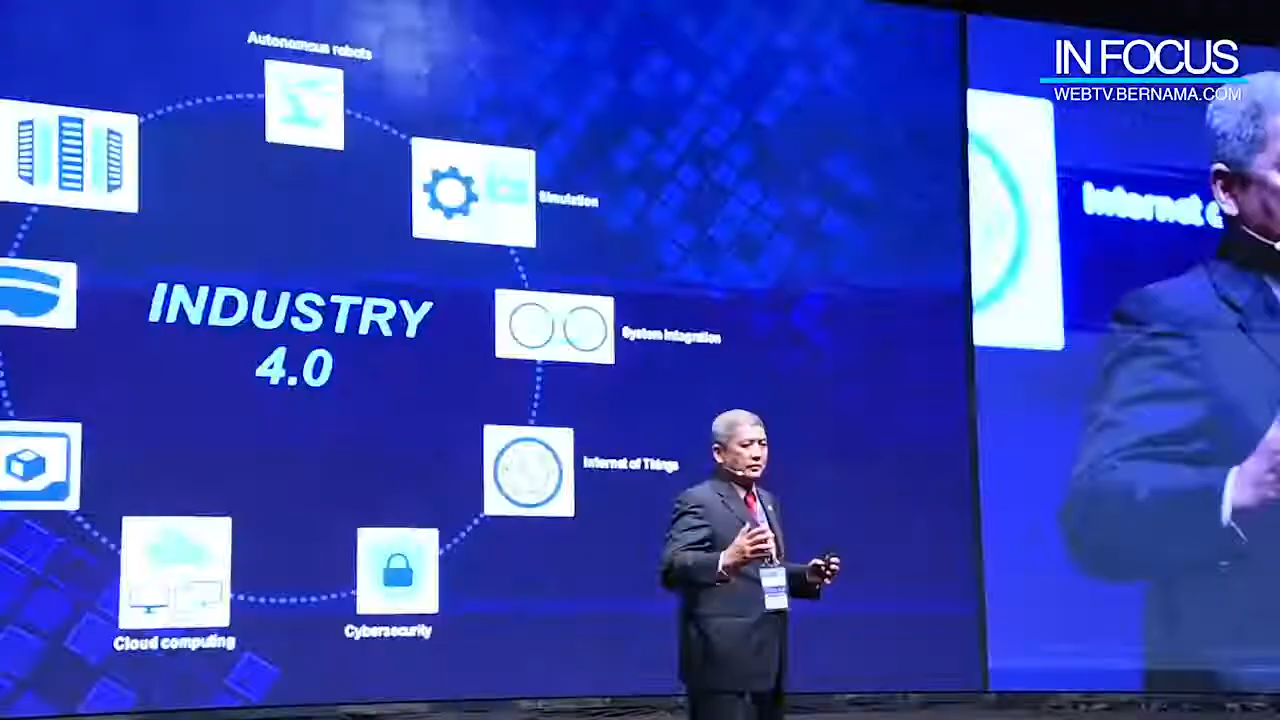 Autonomous robots
IN FOCUS
WEBTV.BERNAMA.COM
Simulation
Internet
INDUSTRY
4.0
System Integration
Internet of Things
Cybersecurity
Cloud computing